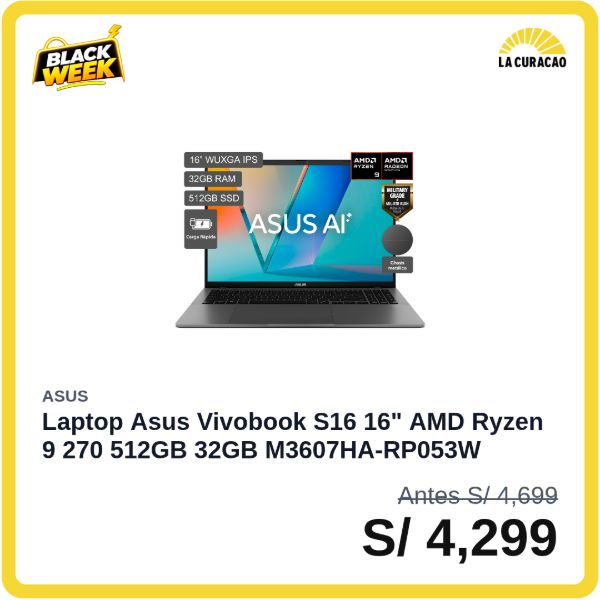 BLACK
WEEK
LA CURACAO
16" WUXGA IPS
32GB RAM
512GB SSD
Carga Rápida
ASUS AI
AMD
RYZEN
9
AMD
RADEON
MILITARY
GRADE
Chasis
metálico
ASUS
Laptop Asus Vivobook S16 16" AMD Ryzen
9 270 512GB 32GB M3607HA-RP053W
Antes S/ 4,699
S/ 4,299